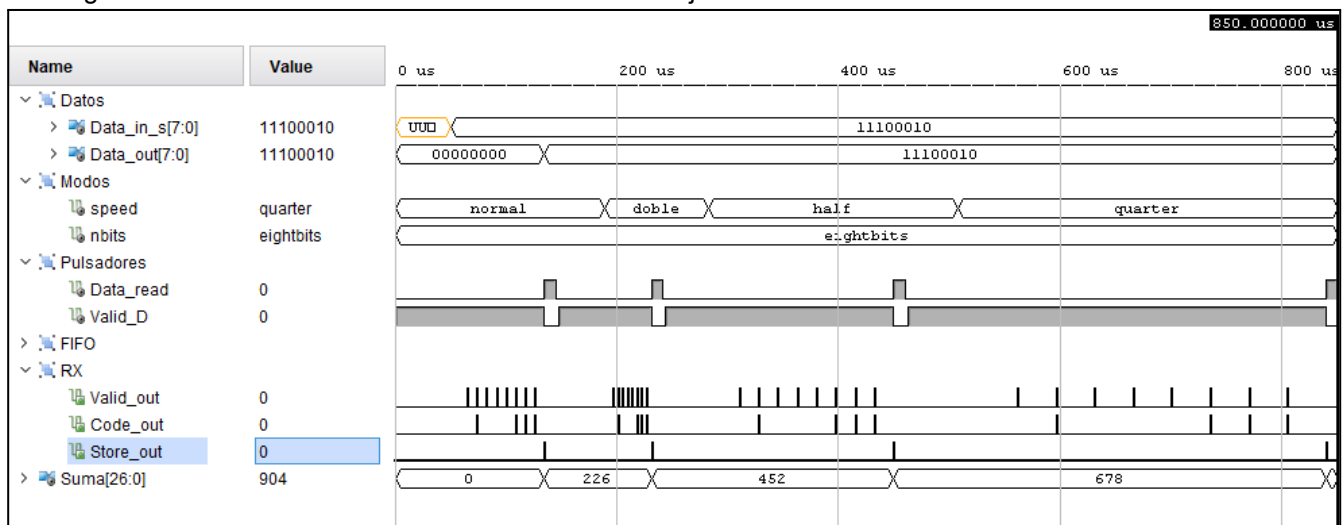 850.000000 us
Name Value 0 us 200 us 400 us 600 us 800 us
Datos
Data_in_s[7:0] 11100010 UU 11100010
Data_out[7:0] 11100010 00000000 11100010
Modos
speed quarter normal doble half quarter
nbits eightbits eightbits
Pulsadores
Data_read 0
Valid_D 0
FIFO
RX
Valid_out 0
Code_out 0
Store_out 0
Suma[26:0] 904 0 226 452 678